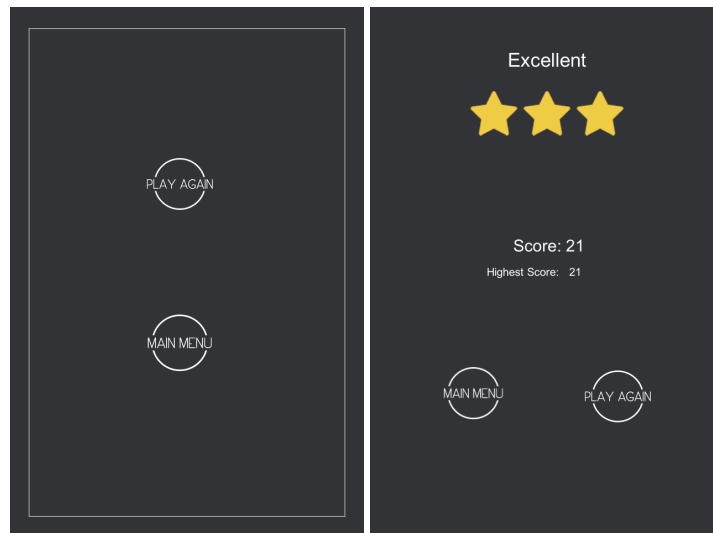 PLAY AGAIN
MAIN MENU
Excellent
Score: 21
Highest Score: 21
MAIN MENU
PLAY AGAIN